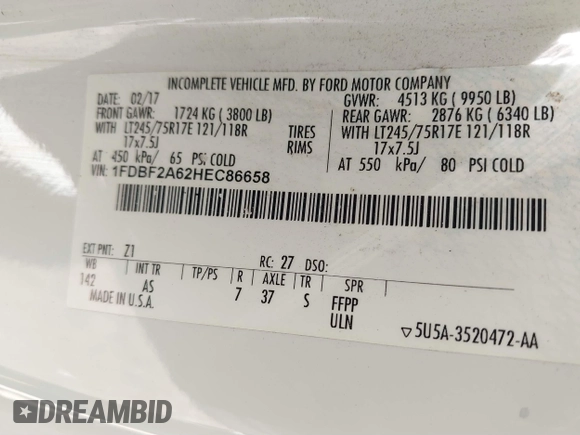 INCOMPLETE VEHICLE MFD. BY FORD MOTOR COMPANY
DATE: 02/17 GVWR: 4513 KG ( 9950 LB)
FRONT GAWR: 1724 KG ( 3800 LB) REAR GAWR: 2876 KG ( 6340 LB)
WITH LT245/75R17E 121/118R TIRES WITH LT245/75R17E 121/118R
17x7.5J RIMS 17x7.5J
AT 450 kPa/ 65 PSI COLD AT 550 kPa/ 80 PSI COLD
VIN: 1FDBF2A62HEC86658
EXT PNT: Z1 RC: 27 DSO:
WB INT TR TP/PS R AXLE TR SPR
142 AS 7 37 S FFPP
MADE IN U.S.A. ULN
▽5U5A-3520472-AA
DREAMBID